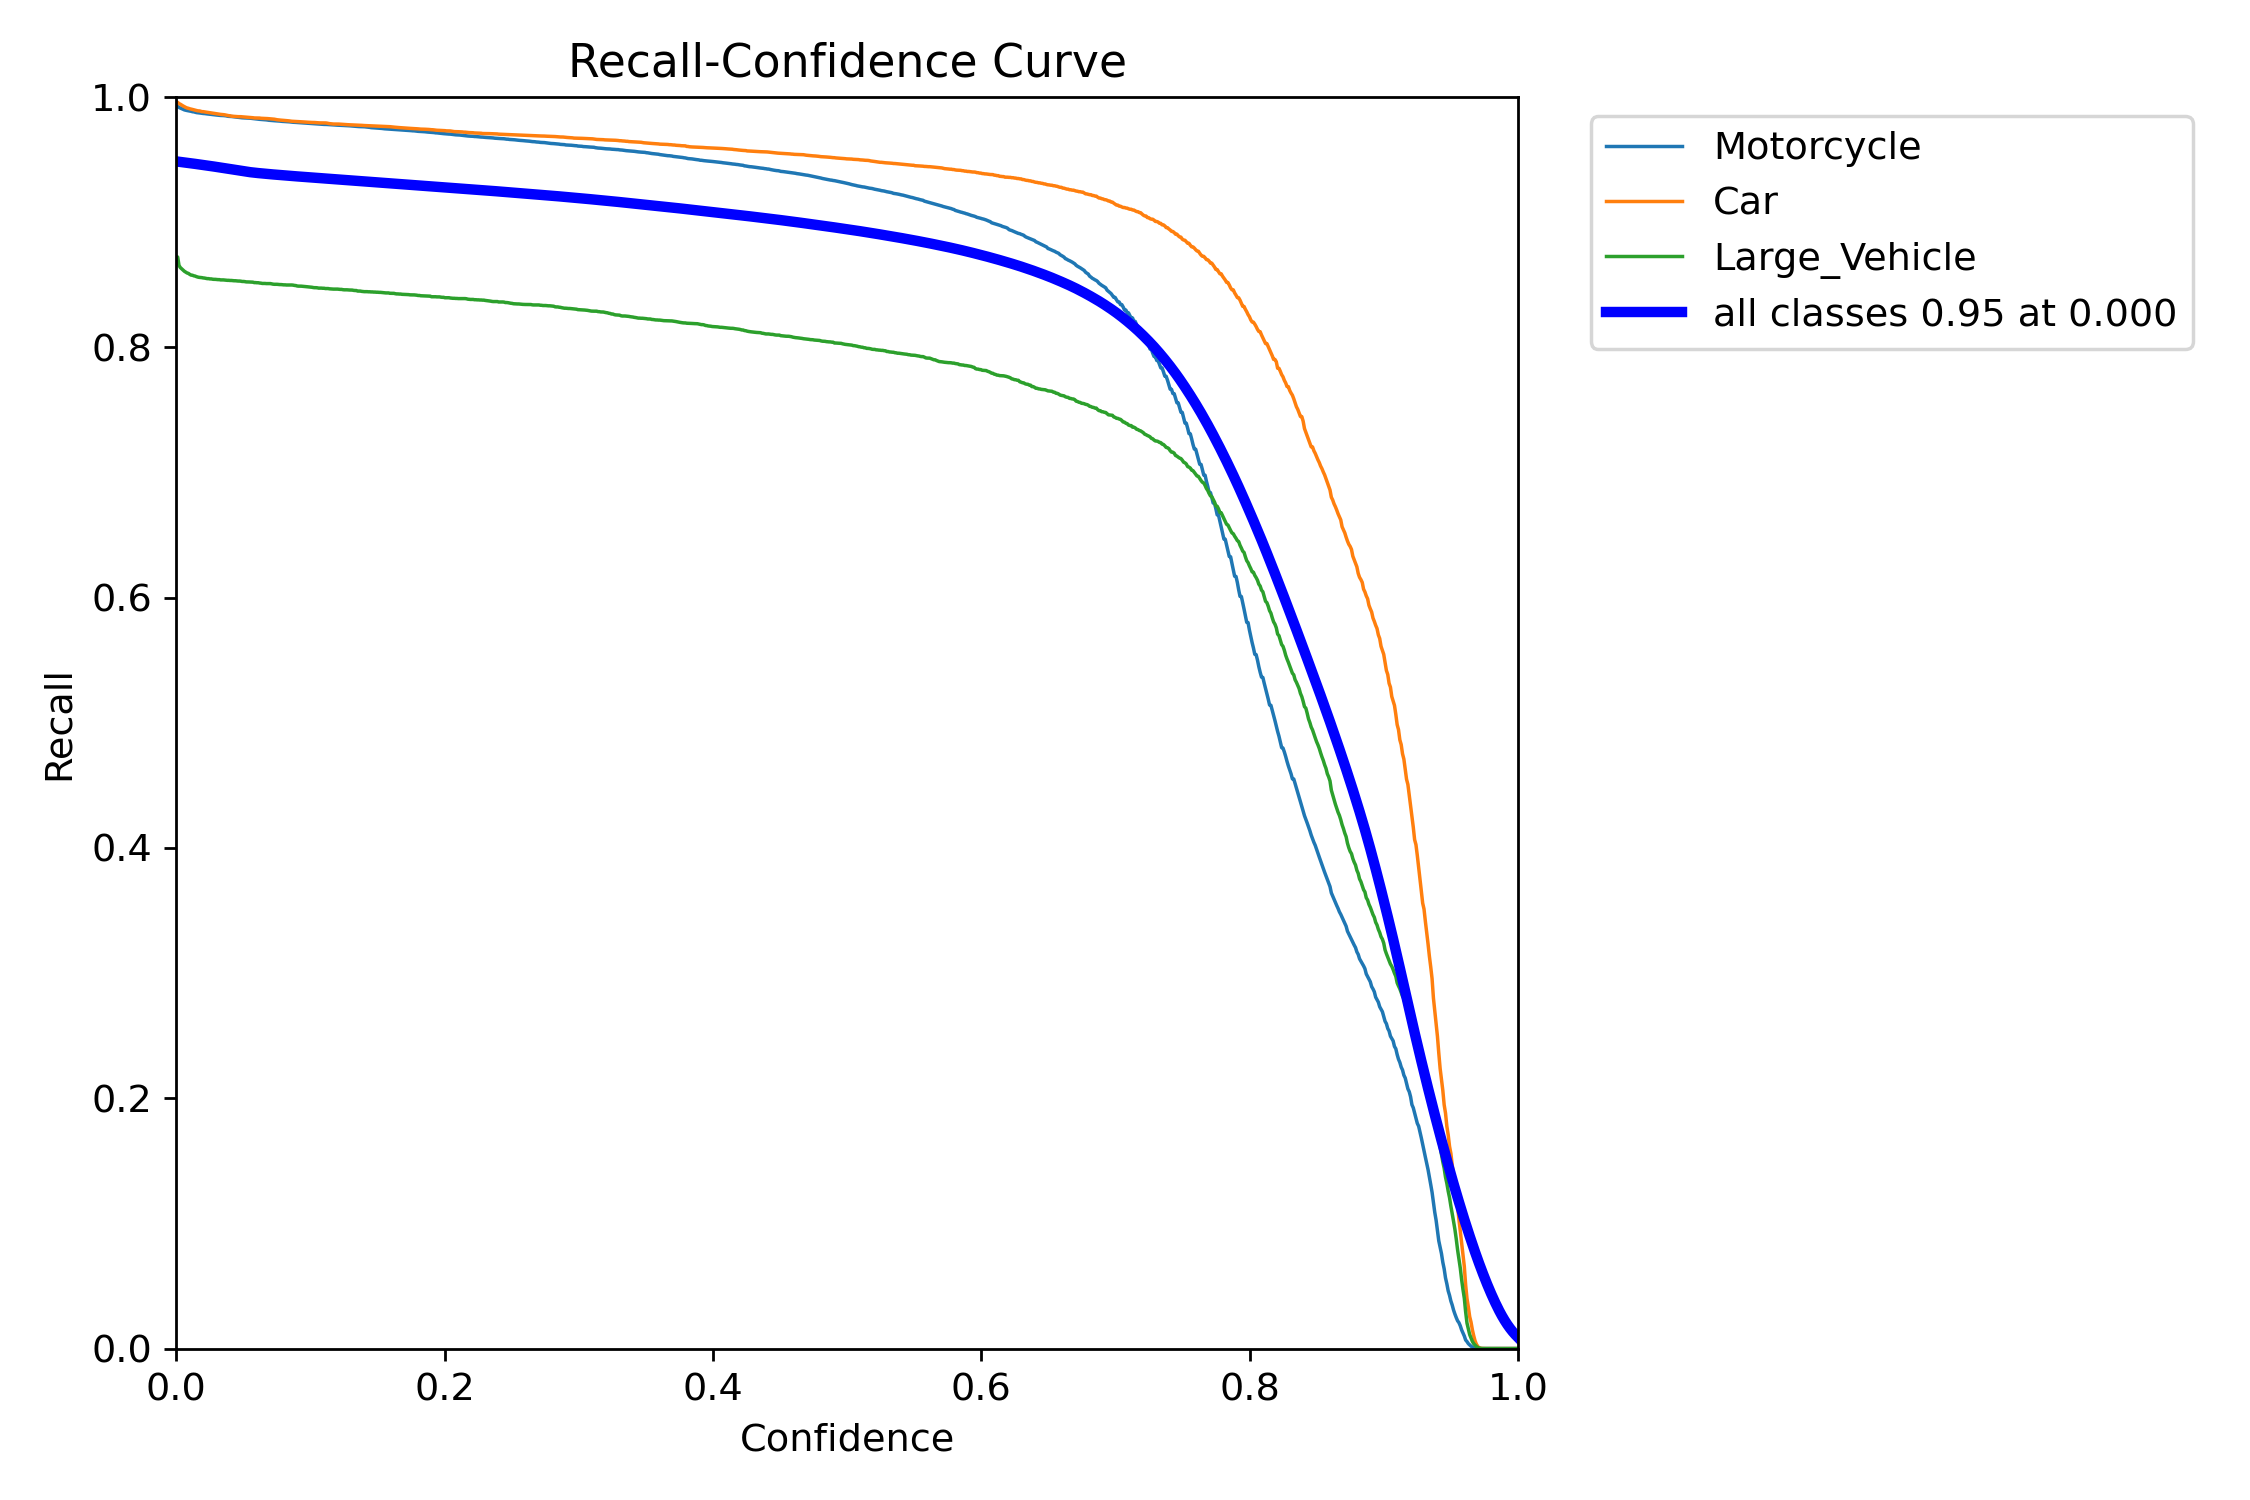 Recall-Confidence Curve
Motorcycle
Car
Large_Vehicle
all classes 0.95 at 0.000
Recall
1.0
0.8
0.6
0.4
0.2
0.0
0.0 0.2 0.4 0.6 0.8 1.0
Confidence